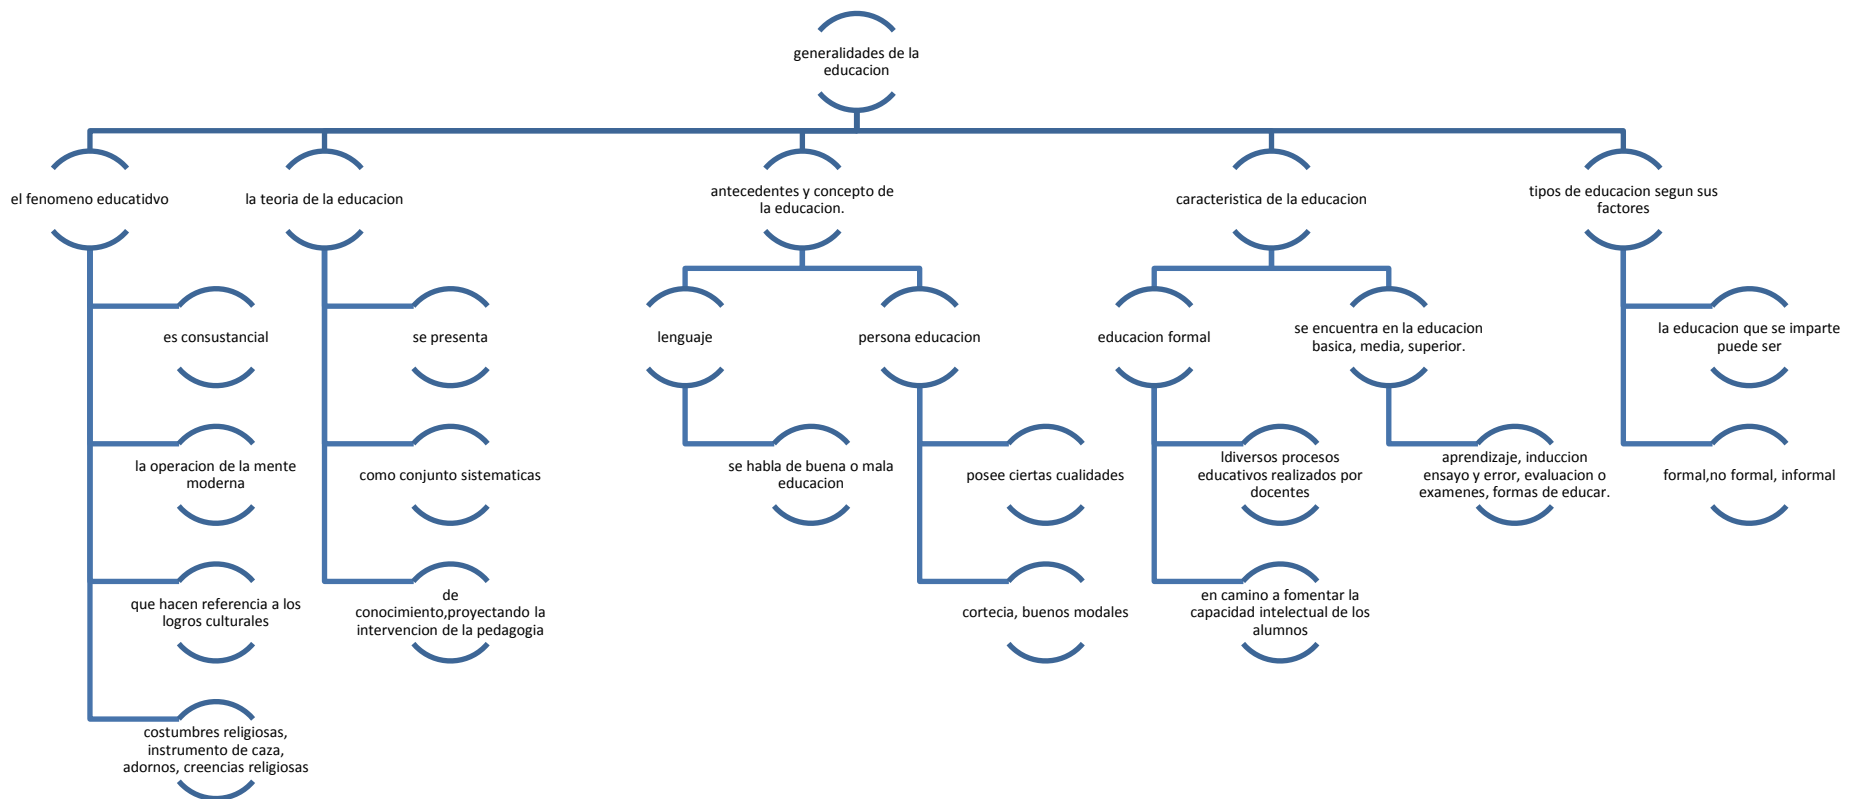 generalidades de la
educacion
el fenomeno educatidvo
la teoria de la educacion
antecedentes y concepto de
la educacion.
caracteristica de la educacion
tipos de educacion segun sus
factores
es consustancial
la operacion de la mente
moderna
que hacen referencia a los
logros culturales
costumbres religiosas,
instrumento de caza,
adornos, creencias religiosas
se presenta
como conjunto sistematicas
de
conocimiento,proyectando la
intervencion de la pedagogia
lenguaje
se habla de buena o mala
educacion
persona educacion
posee ciertas cualidades
cortecia, buenos modales
educacion formal
ldiversos procesos
educativos realizados por
docentes
en camino a fomentar la
capacidad intelectual de los
alumnos
se encuentra en la educacion
basica, media, superior.
aprendizaje, induccion
ensayo y error, evaluacion o
examenes, formas de educar.
la educacion que se imparte
puede ser
formal,no formal, informal